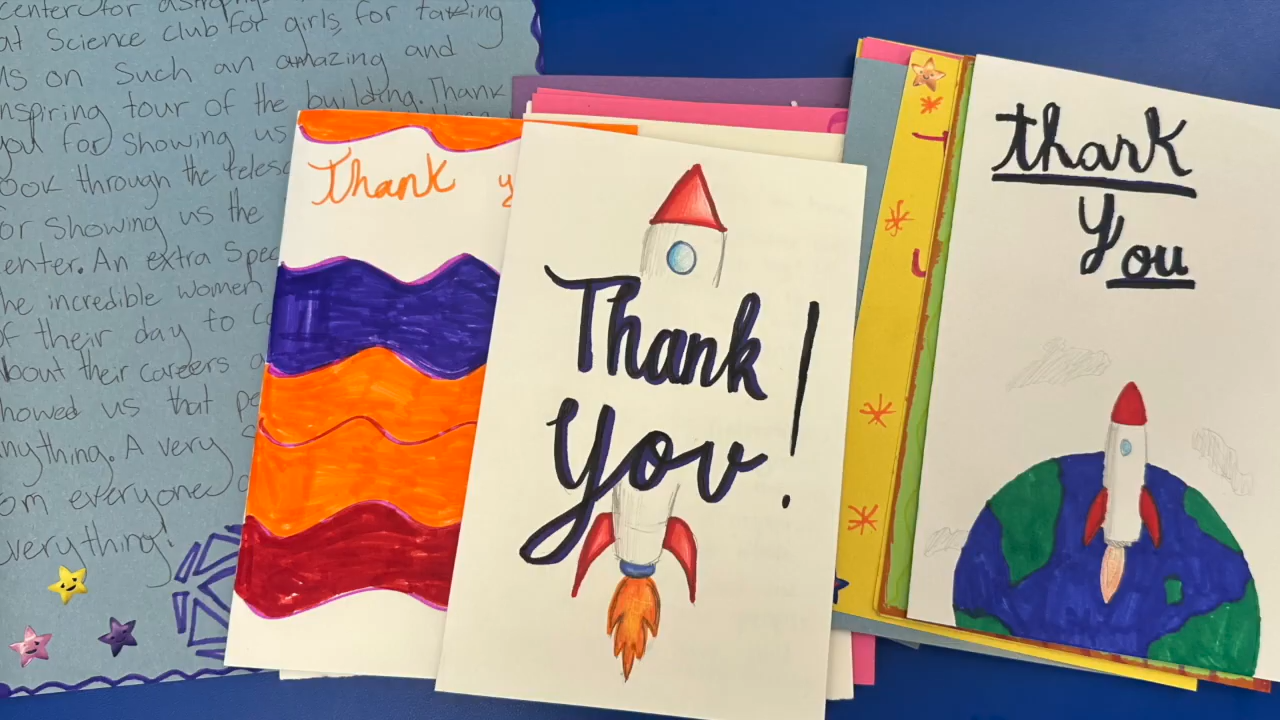 Center for
at Science club for girls, for taking
us on such an amazing and
inspiring tour of the building. Thank
you for showing us
look through the telesc
for showing us the
Center. An extra Spec
the incredible women
of their day to
about their careers a
showed us that pe
anything. A very
from everyone
everything!
Thank y
Thank
You!
thank
you